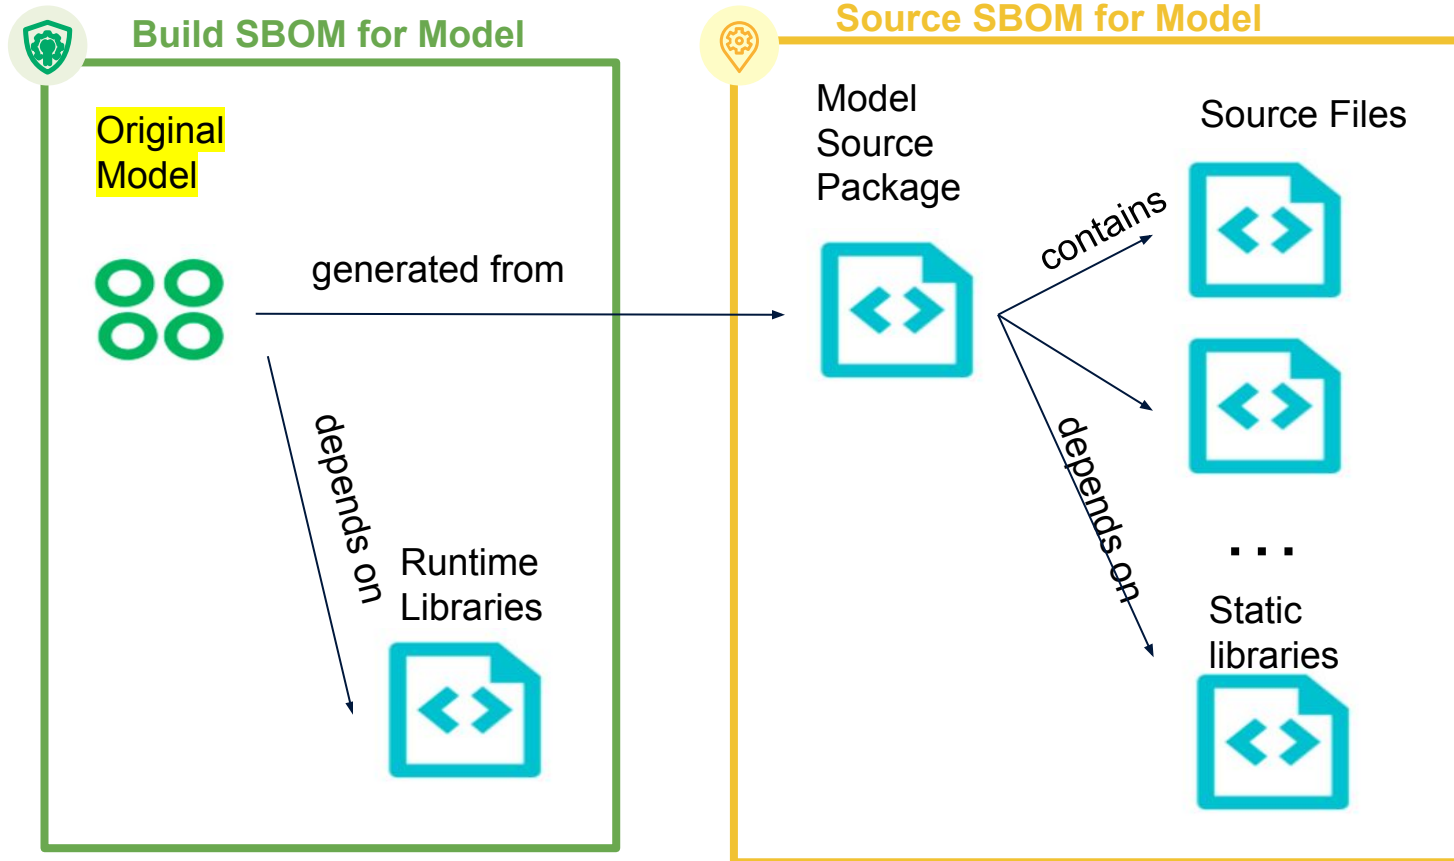 Build SBOM for Model
Original
Model
generated from
depends on
Runtime
Libraries
Source SBOM for Model
Model
Source
Package
contains
Source Files
depends on
...
Static
libraries